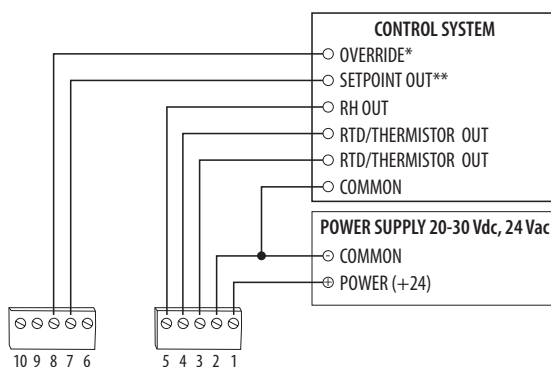 CONTROL SYSTEM
OVERRIDE*
SETPOINT OUT**
RH OUT
RTD/THERMISTOR OUT
RTD/THERMISTOR OUT
COMMON
POWER SUPPLY 20-30 Vdc, 24 Vac
COMMON
POWER (+24)
10 9 8 7 6
5 4 3 2 1